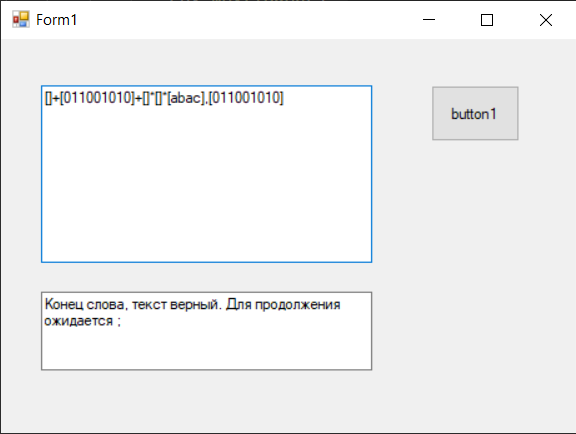 Form1
[]+[011001010]+[]*[]*[abac],[011001010]
button1
Конец слова, текст верный. Для продолжения
ожидается ;